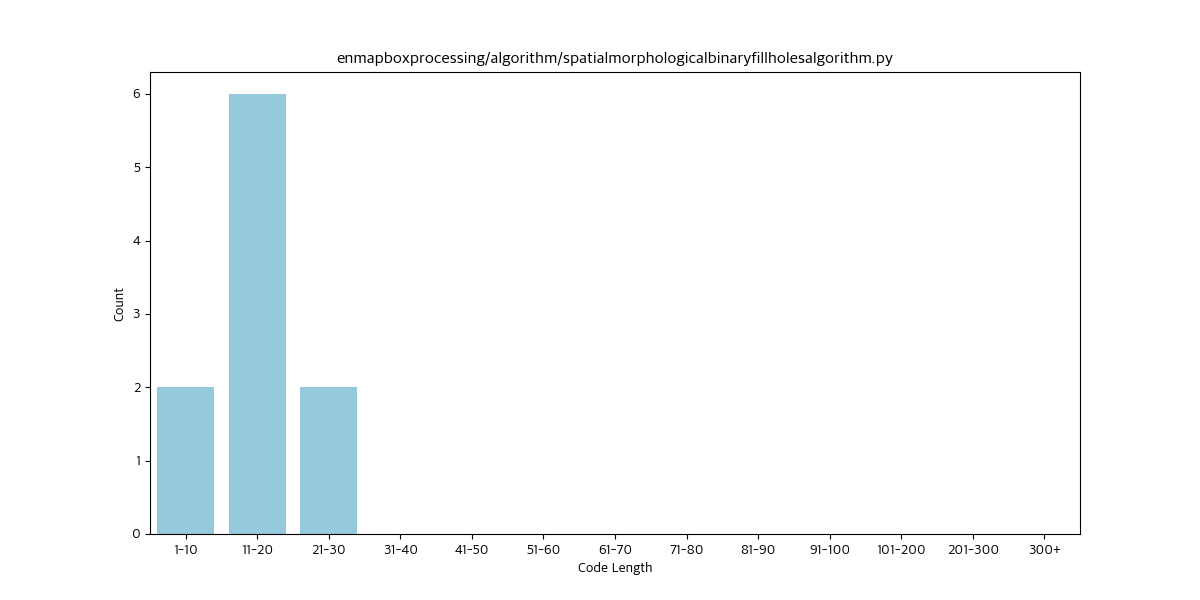 enmapboxprocessing/algorithm/spatialmorphologicalbinaryfillholesalgorithm.py
6
5
4
3
2
1
0
Count
1-10 11-20 21-30 31-40 41-50 51-60 61-70 71-80 81-90 91-100 101-200 201-300 300+
Code Length